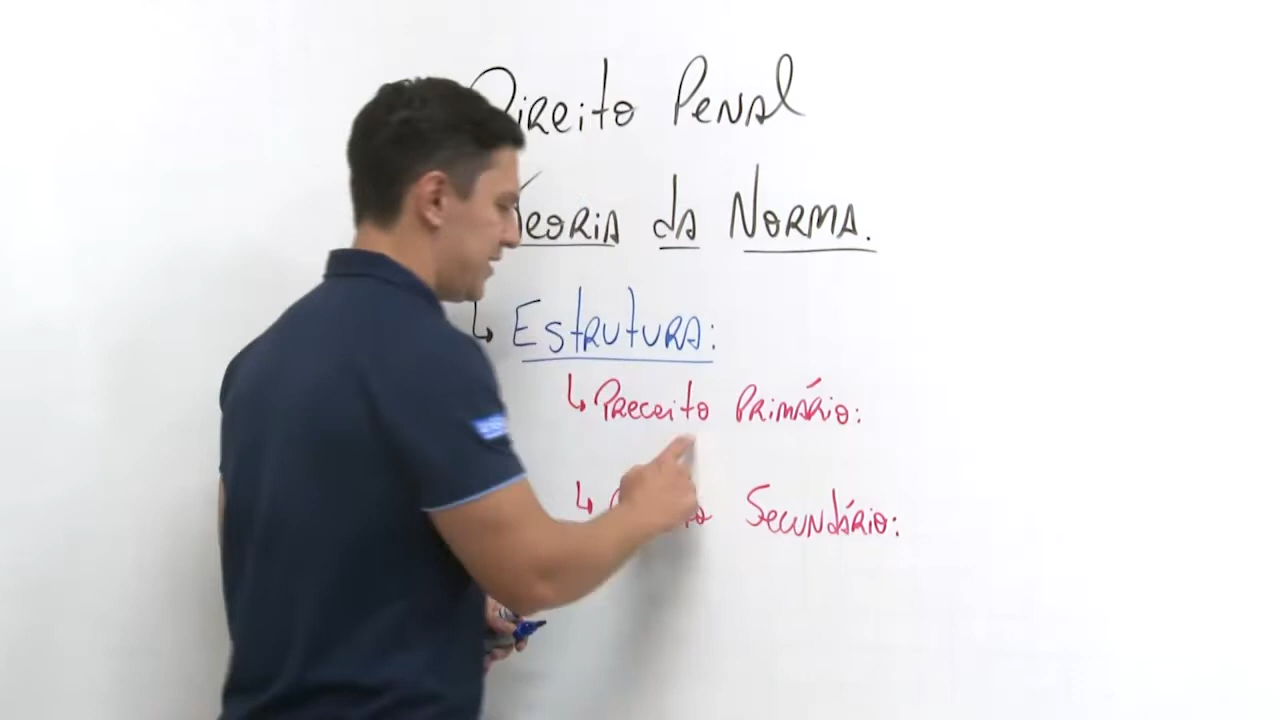 Direito Penal
Teoria da Norma.
↳ Estrutura:
↳ Preceito Primário:
↳ Secundário: